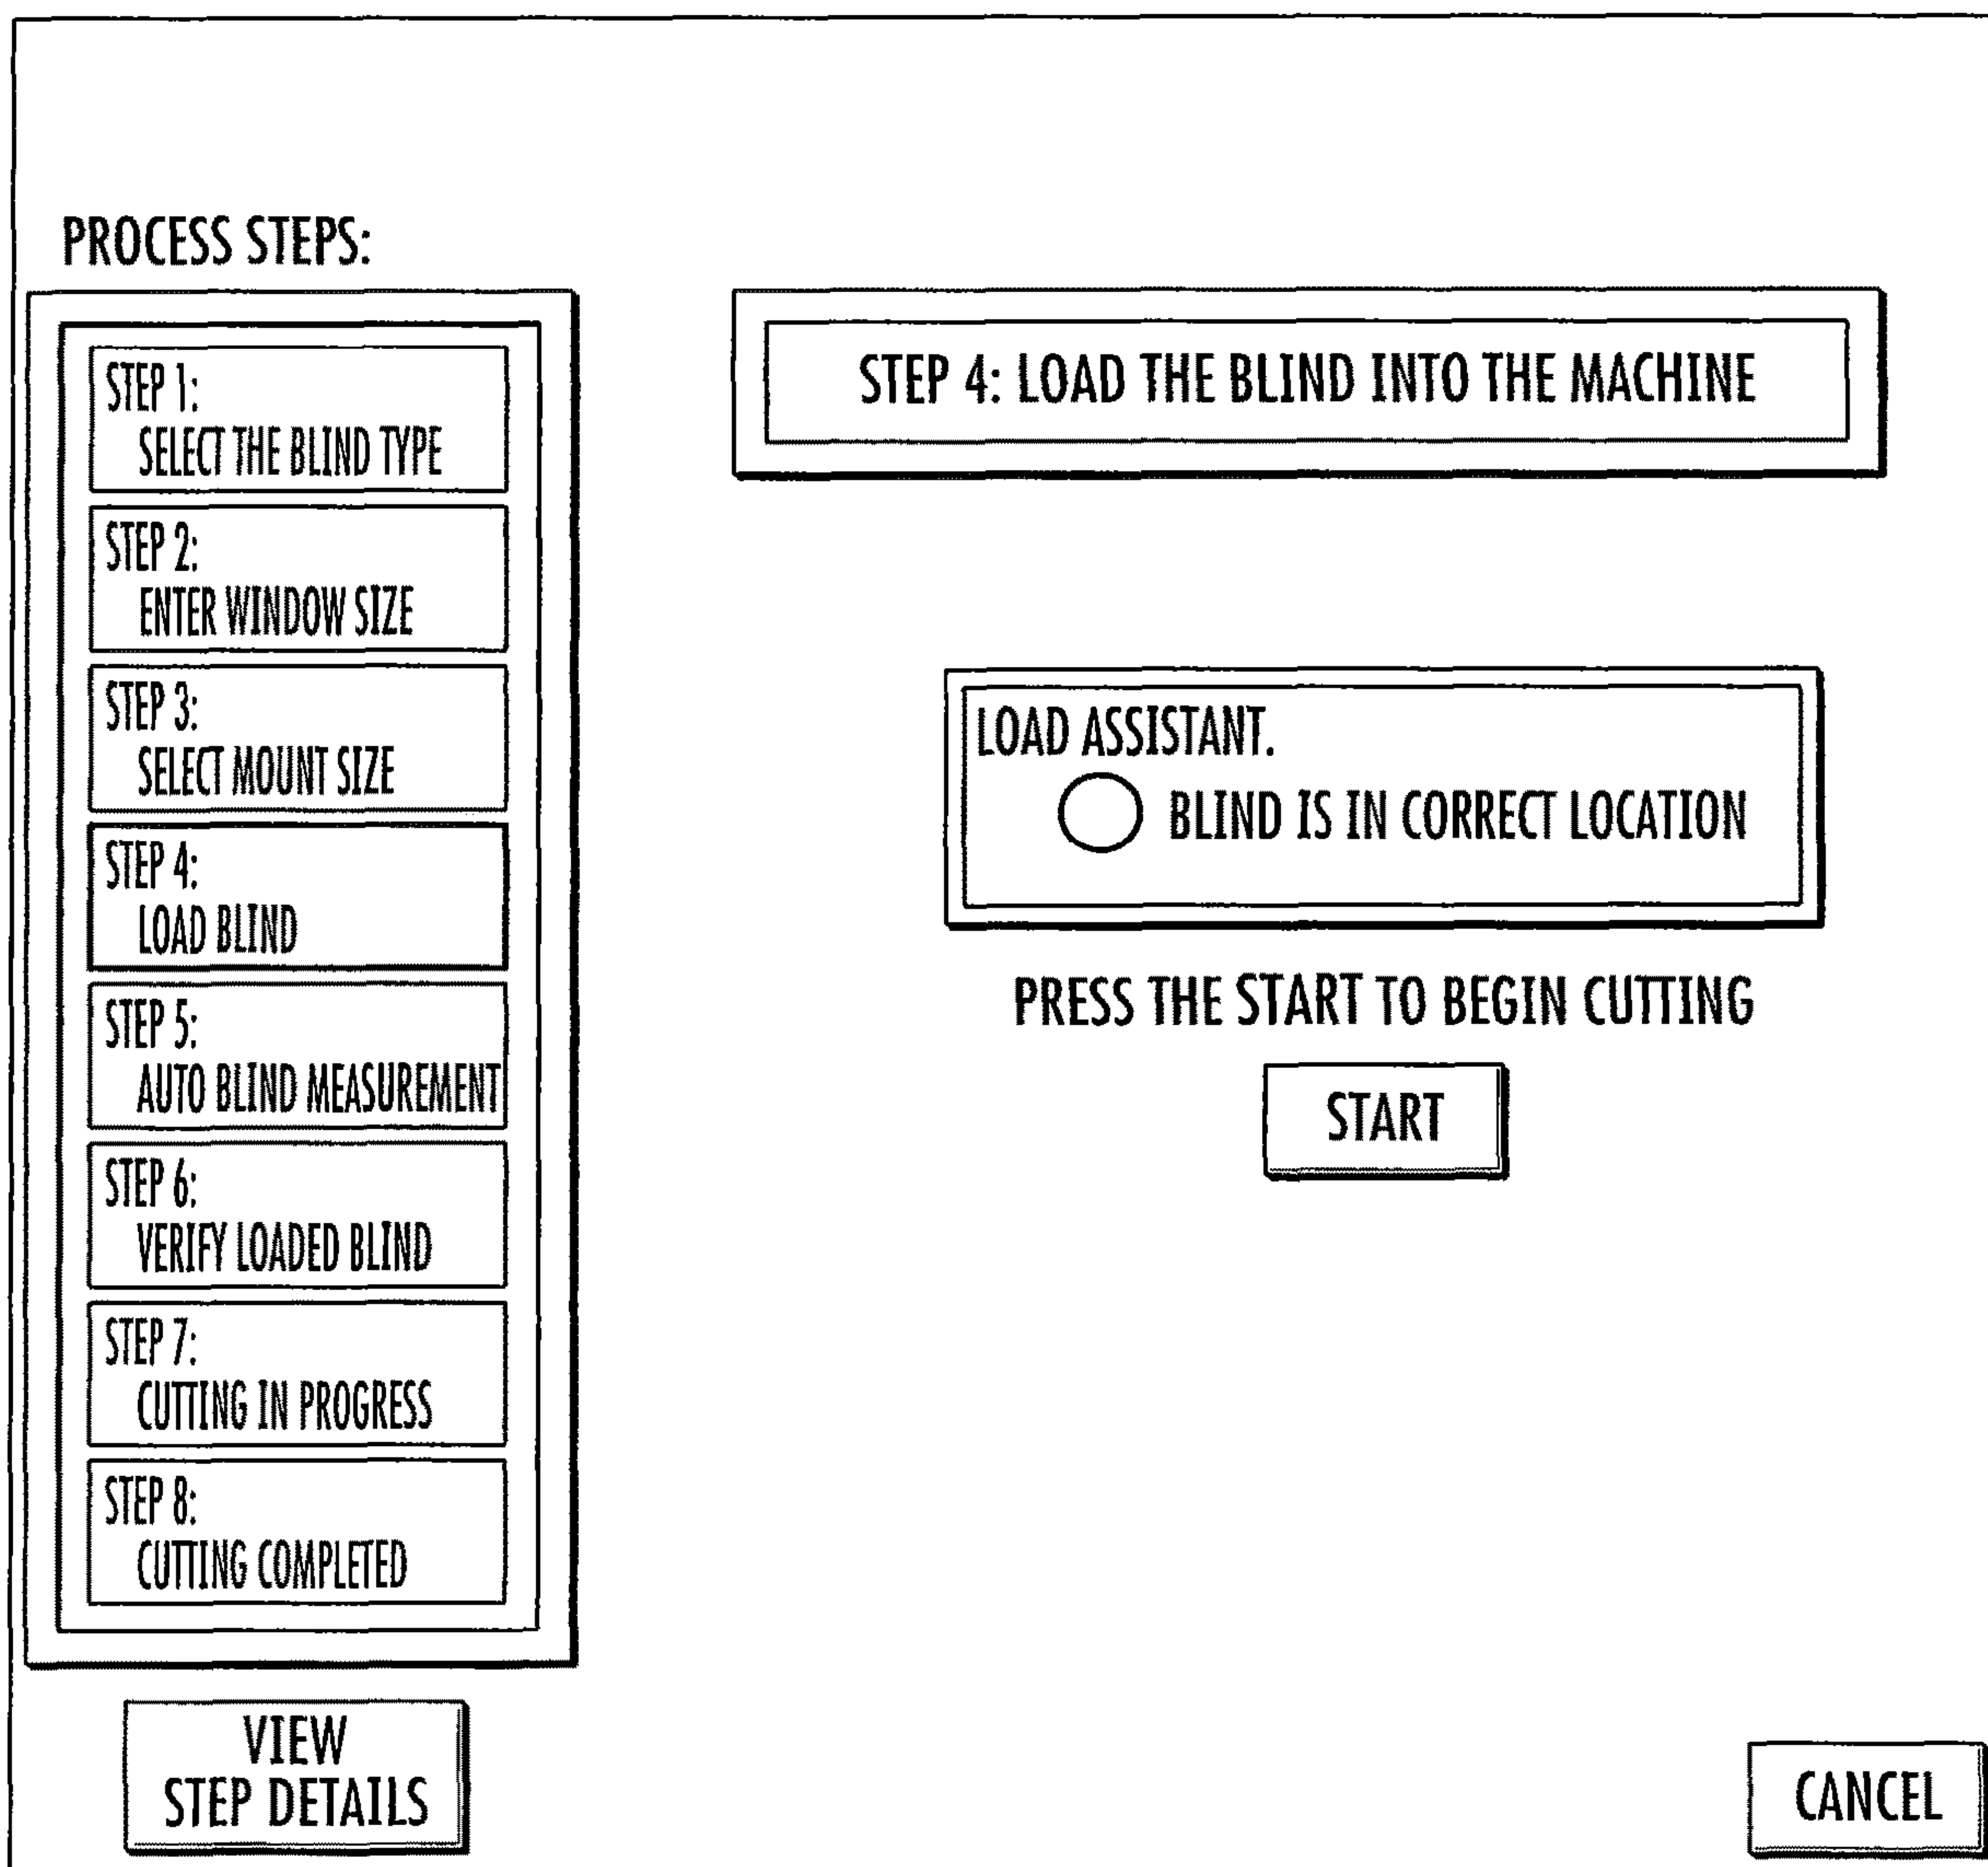 PROCESS STEPS:
STEP 1:
SELECT THE BLIND TYPE
STEP 2:
ENTER WINDOW SIZE
STEP 3:
SELECT MOUNT SIZE
STEP 4:
LOAD BLIND
STEP 5:
AUTO BLIND MEASUREMENT
STEP 6:
VERIFY LOADED BLIND
STEP 7:
CUTTING IN PROGRESS
STEP 8:
CUTTING COMPLETED
VIEW
STEP DETAILS
STEP 4: LOAD THE BLIND INTO THE MACHINE
LOAD ASSISTANT.
BLIND IS IN CORRECT LOCATION
PRESS THE START TO BEGIN CUTTING
START
CANCEL